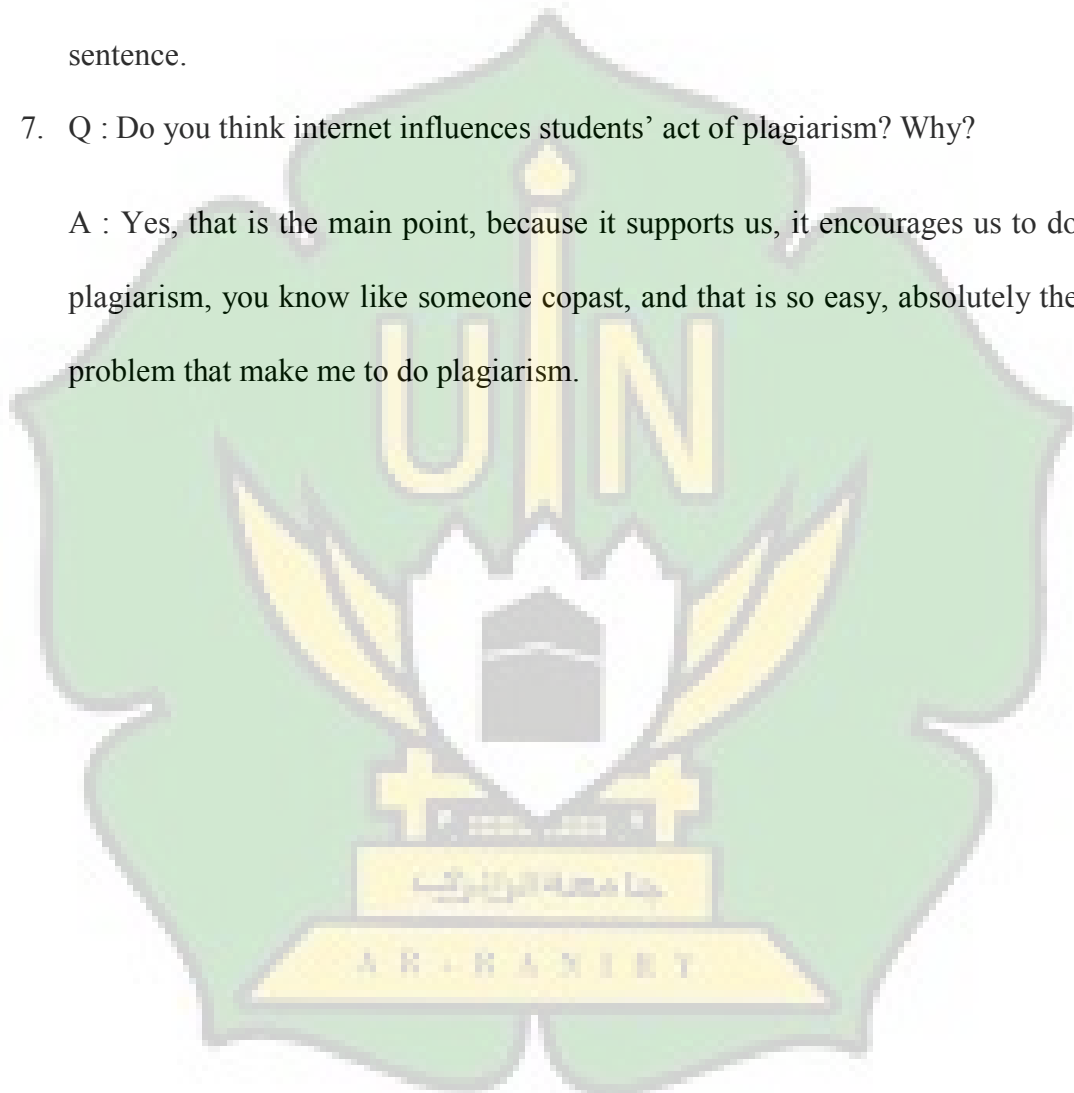 sentence.
7. Q : Do you think internet influences students’ act of plagiarism? Why?
A : Yes, that is the main point, because it supports us, it encourages us to do
plagiarism, you know like someone copast, and that is so easy, absolutely the
problem that make me to do plagiarism.
U N
جامعة الرانيري
AR-RANIRY